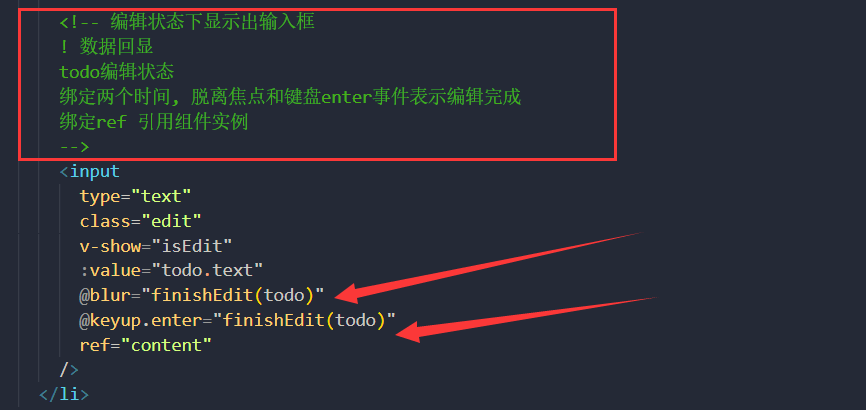 <!-- 编辑状态下显示出输入框
! 数据回显
todo编辑状态
绑定两个时间, 脱离焦点和键盘enter事件表示编辑完成
绑定ref 引用组件实例
-->
<input
type="text"
class="edit"
v-show="isEdit"
:value="todo.text"
@blur="finishEdit(todo)"
@keyup.enter="finishEdit(todo)"
ref="content"
/>
</li>